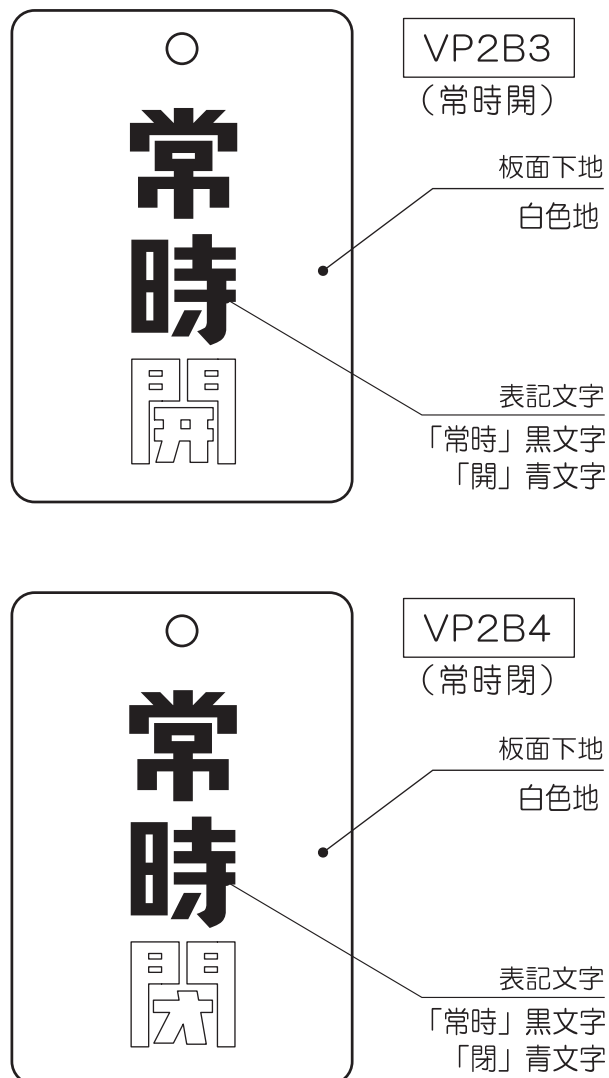 常時開
VP2B3
（常時開）
板面下地
白色地
表記文字
「常時」黒文字
「開」青文字
常時閉
VP2B4
（常時閉）
板面下地
白色地
表記文字
「常時」黒文字
「閉」青文字